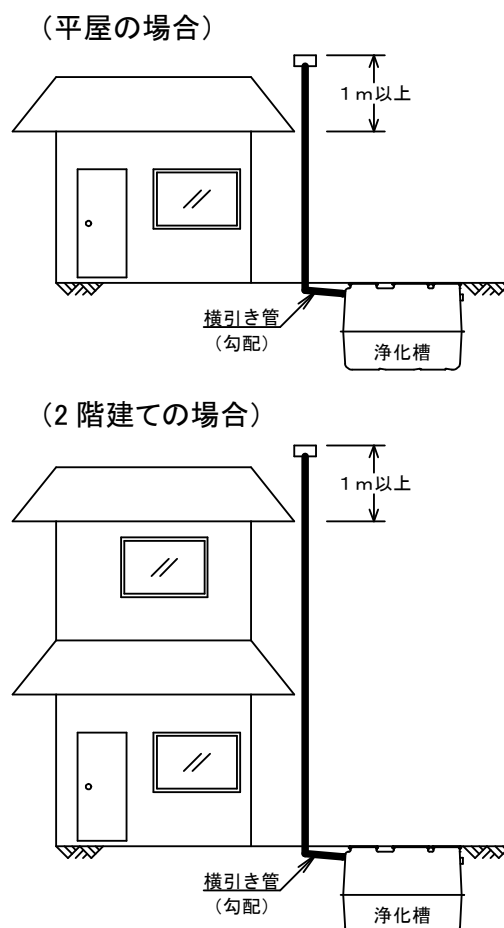 （平屋の場合）
１ｍ以上
横引き管
（勾配）
浄化槽
（2 階建ての場合）
１ｍ以上
横引き管
（勾配）
浄化槽